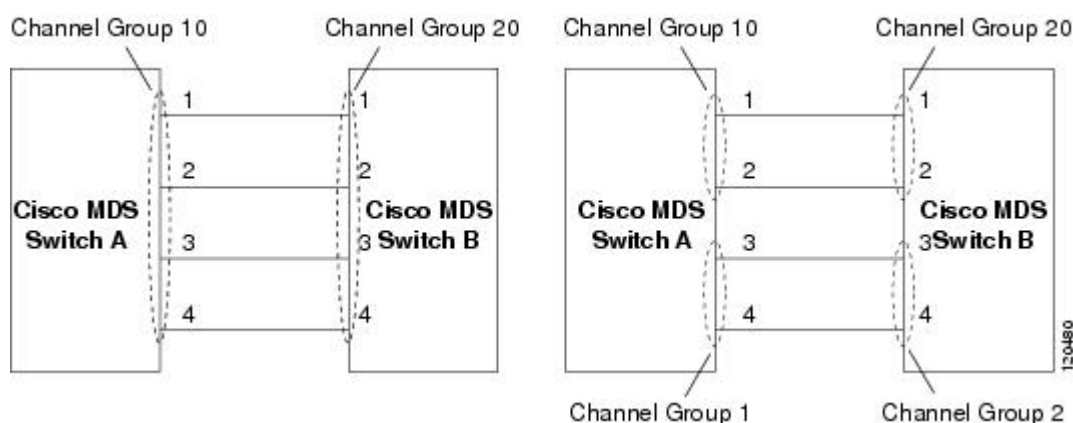 Channel Group 10
Channel Group 20
1
1
2
2
Cisco MDS
Switch A
Cisco MDS
Switch B
3
3
4
4
Channel Group 10
Channel Group 20
1
1
2
2
Cisco MDS
Switch A
Cisco MDS
Switch B
3
3
4
4
Channel Group 1
Channel Group 2
120480